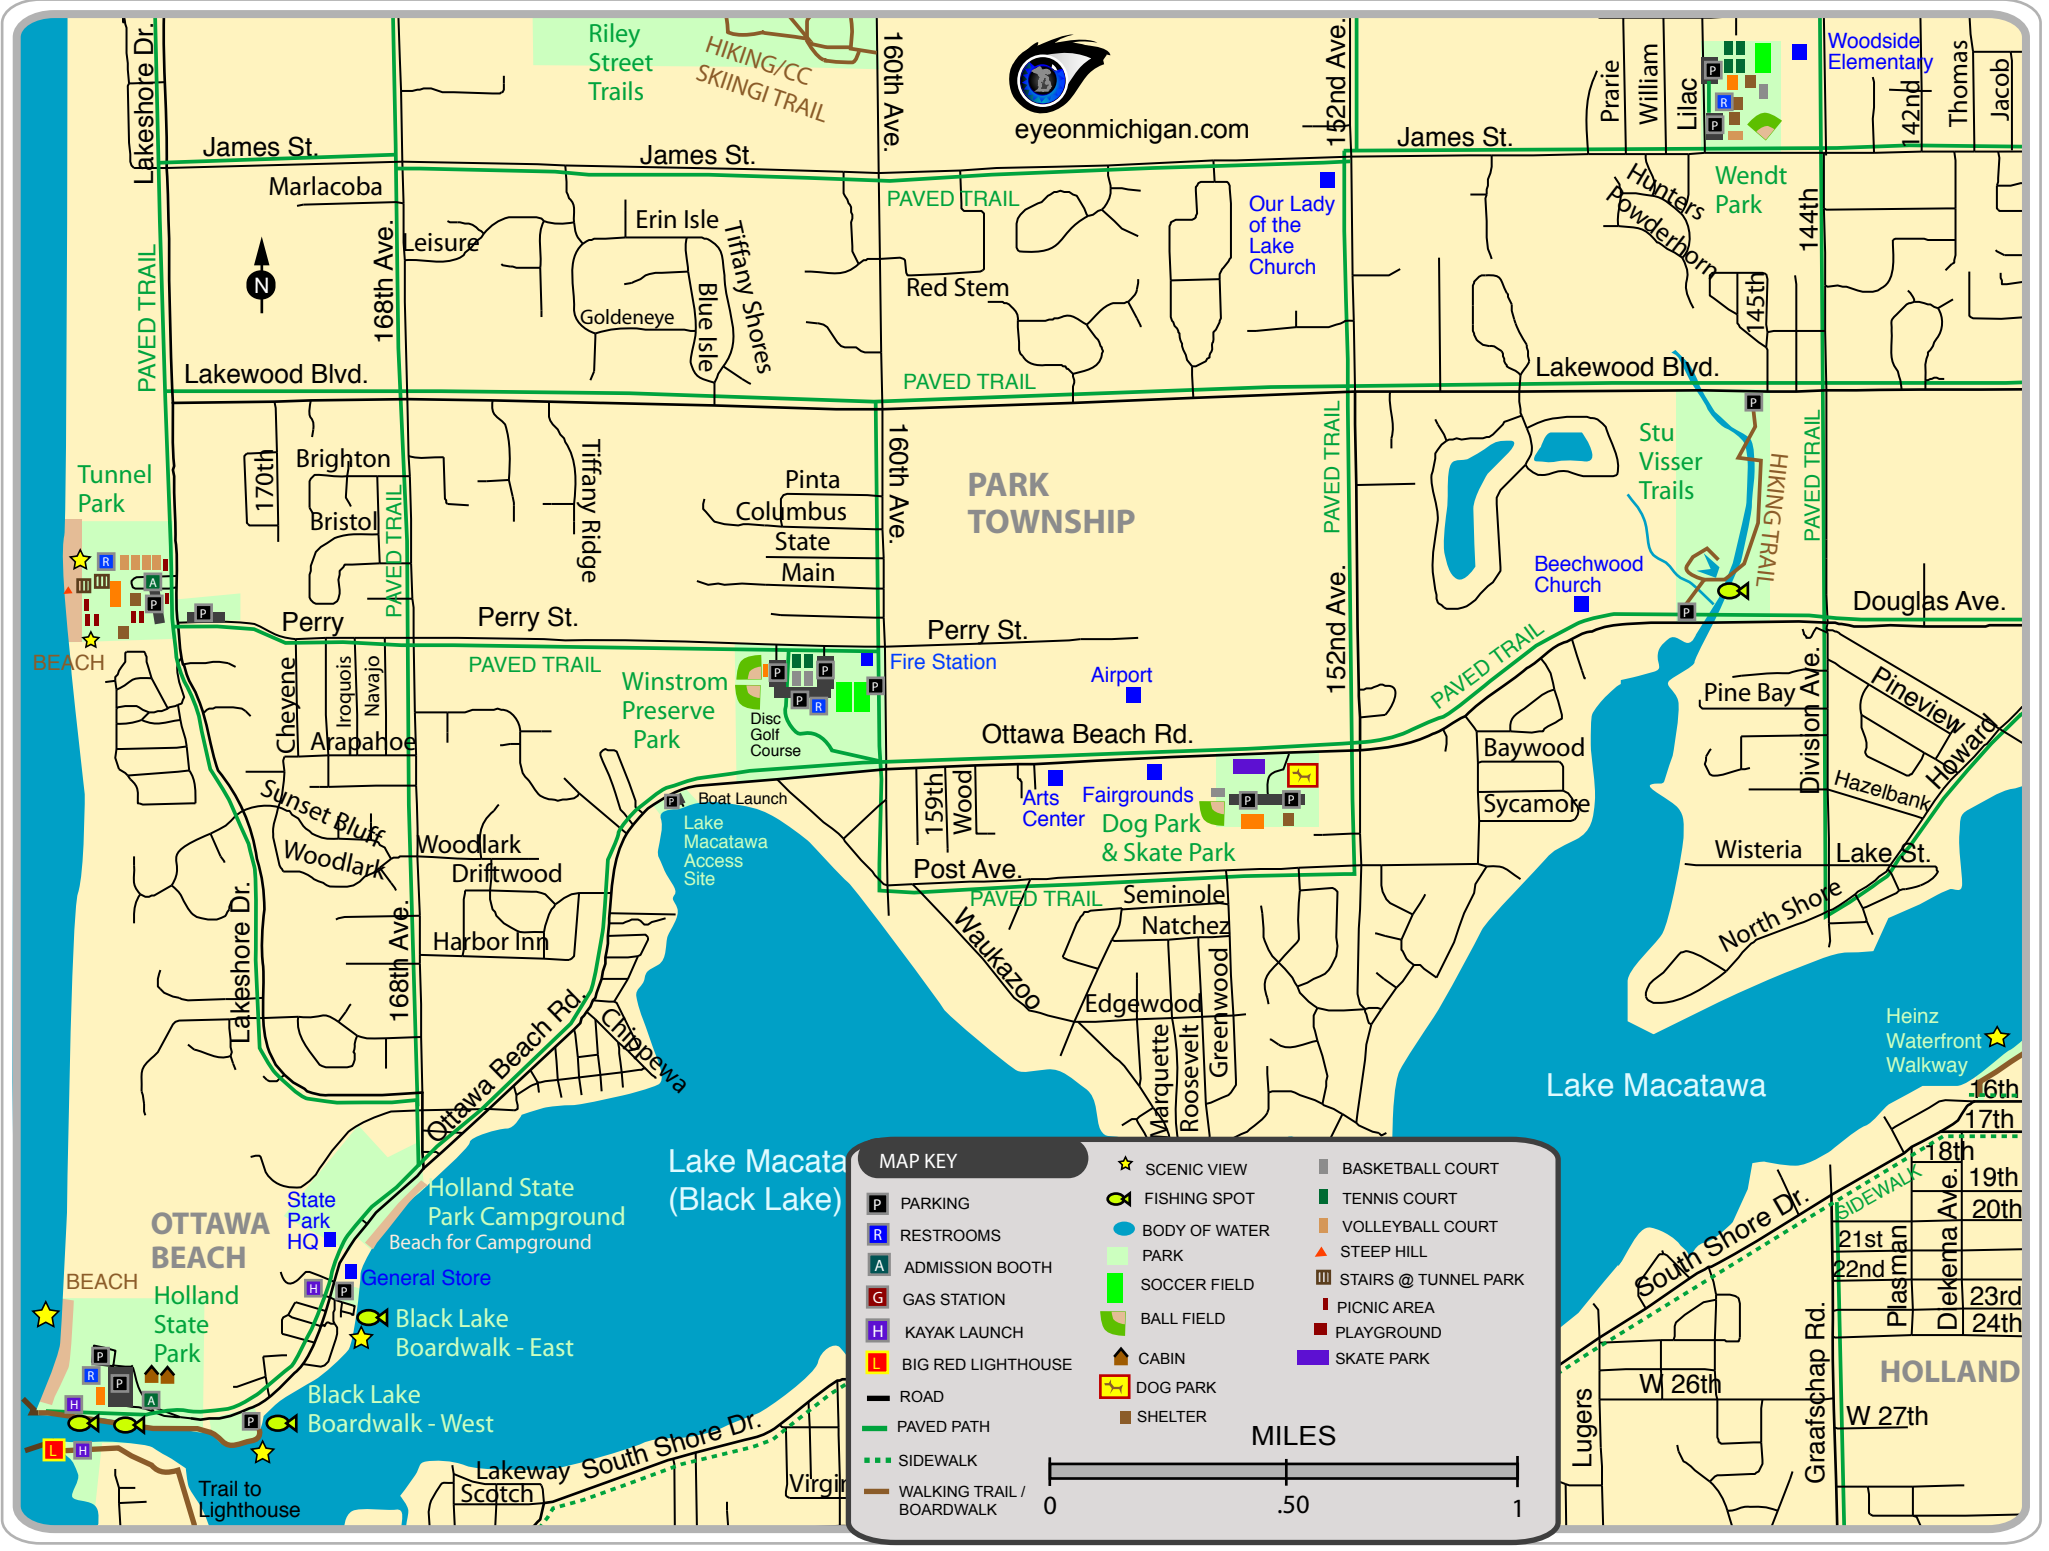 Riley
Street
Trails
HIKING/CC
SKIINGI TRAIL
160th Ave.
eyeonmichigan.com
152nd Ave.
Prarie
William
Lilac
Woodside
Elementary
142nd
Thomas
Jacob
Lakeshore Dr.
James St.
James St.
James St.
Marlacoba
PAVED TRAIL
Our Lady
of the
Lake
Church
Hunters
Powderhorn
Wendt
Park
144th
145th
PAVED TRAIL
N
168th Ave.
Leisure
Erin Isle
Tiffany Shores
Blue Isle
Goldeneye
Red Stem
Lakewood Blvd.
PAVED TRAIL
Lakewood Blvd.
Tunnel
Park
170th
Brighton
Bristol
PAVED TRAIL
Tiffany Ridge
Pinta
Columbus
State
Main
160th Ave.
PARK
TOWNSHIP
PAVED TRAIL
152nd Ave.
Stu
Visser
Trails
HIKING TRAIL
PAVED TRAIL
Beechwood
Church
Douglas Ave.
R
A
P
P
P
P
BEACH
Perry
Perry St.
Perry St.
PAVED TRAIL
Fire Station
Airport
PAVED TRAIL
Cheyene
Iroquois
Navajo
Arapahoe
Winstrom
Preserve
Park
Disc
Golf
Course
P
P
P
R
P
Ottawa Beach Rd.
Pine Bay
Division Ave.
Pineview
Howard
Hazelbank
Baywood
Sycamore
Sunset Bluff
Woodlark
Woodlark
Driftwood
P
Boat Launch
Lake
Macatawa
Access
Site
159th
Wood
Arts
Center
Fairgrounds
Dog Park
& Skate Park
P
P
Post Ave.
PAVED TRAIL
Wisteria
Lake St.
North Shore
Lakeshore Dr.
168th Ave.
Harbor Inn
Waukazoo
Seminole
Natchez
Edgewood
Marquette
Roosevelt
Greenwood
Ottawa Beach Rd.
Chippewa
Heinz
Waterfront
Walkway
Lake Macatawa
16th
17th
18th
19th
20th
21st
22nd
23rd
24th
SIDEWALK
Plasman
Diekema Ave.
South Shore Dr.
Graafschap Rd.
HOLLAND
W 26th
W 27th
Lugers
Lake Macata
(Black Lake)
Holland State
Park Campground
Beach for Campground
State
Park
HQ
OTTAWA
BEACH
BEACH
General Store
H
P
Holland
State
Park
Black Lake
Boardwalk - East
Black Lake
Boardwalk - West
P
R
P
A
H
P
L
H
Trail to
Lighthouse
Lakeway
Scotch
South Shore Dr.
Virgin
MAP KEY
P PARKING
R RESTROOMS
A ADMISSION BOOTH
G GAS STATION
H KAYAK LAUNCH
L BIG RED LIGHTHOUSE
ROAD
PAVED PATH
SIDEWALK
WALKING TRAIL /
BOARDWALK
SCENIC VIEW
FISHING SPOT
BODY OF WATER
PARK
SOCCER FIELD
BALL FIELD
CABIN
DOG PARK
SHELTER
BASKETBALL COURT
TENNIS COURT
VOLLEYBALL COURT
STEEP HILL
STAIRS @ TUNNEL PARK
PICNIC AREA
PLAYGROUND
SKATE PARK
MILES
0 .50 1
P
R
P